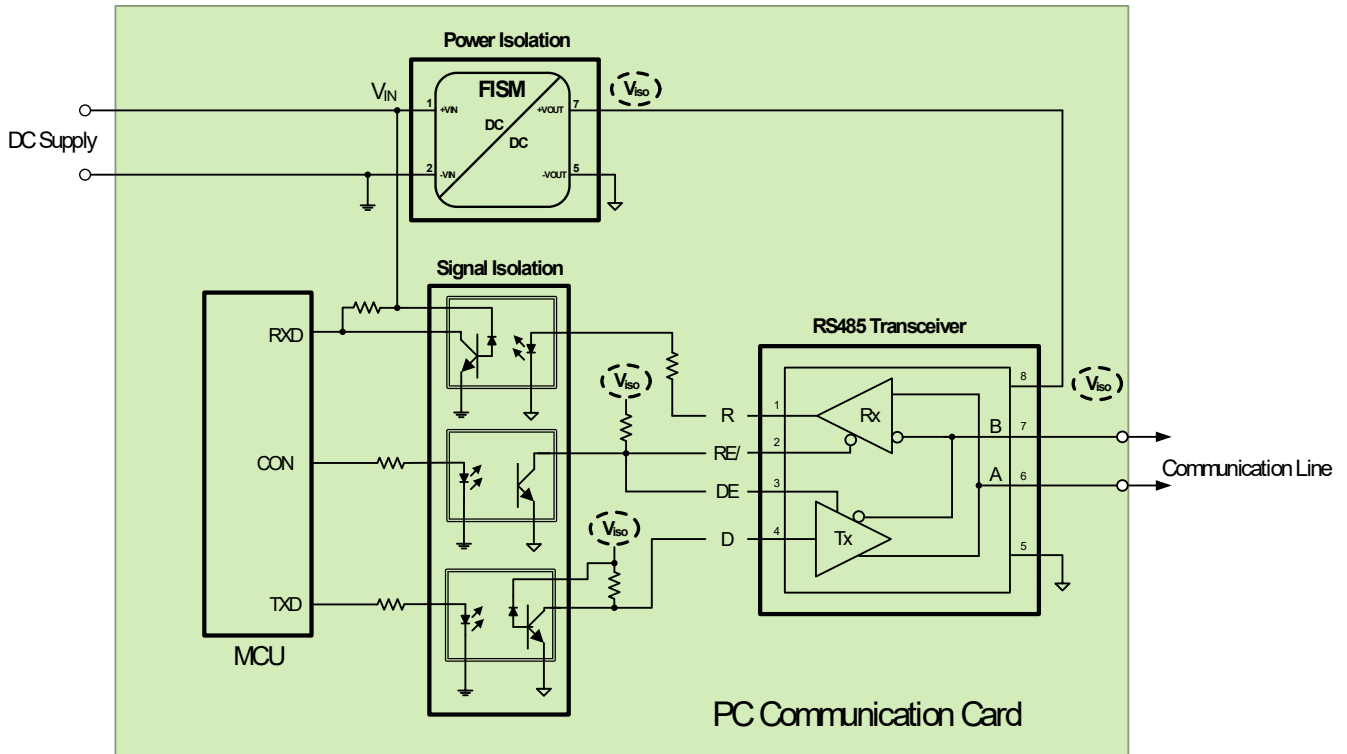 Power Isolation
VIN
FISM
Viso
1
+VIN
+VOUT
7
DC
DC
DC Supply
2
-VIN
-VOUT
5
Signal Isolation
RXD
RS485 Transceiver
Viso
8
Viso
R
1
Rx
B
7
CON
RE/
2
Communication Line
A
6
DE
3
Viso
D
4
Tx
5
TXD
MCU
PC Communication Card